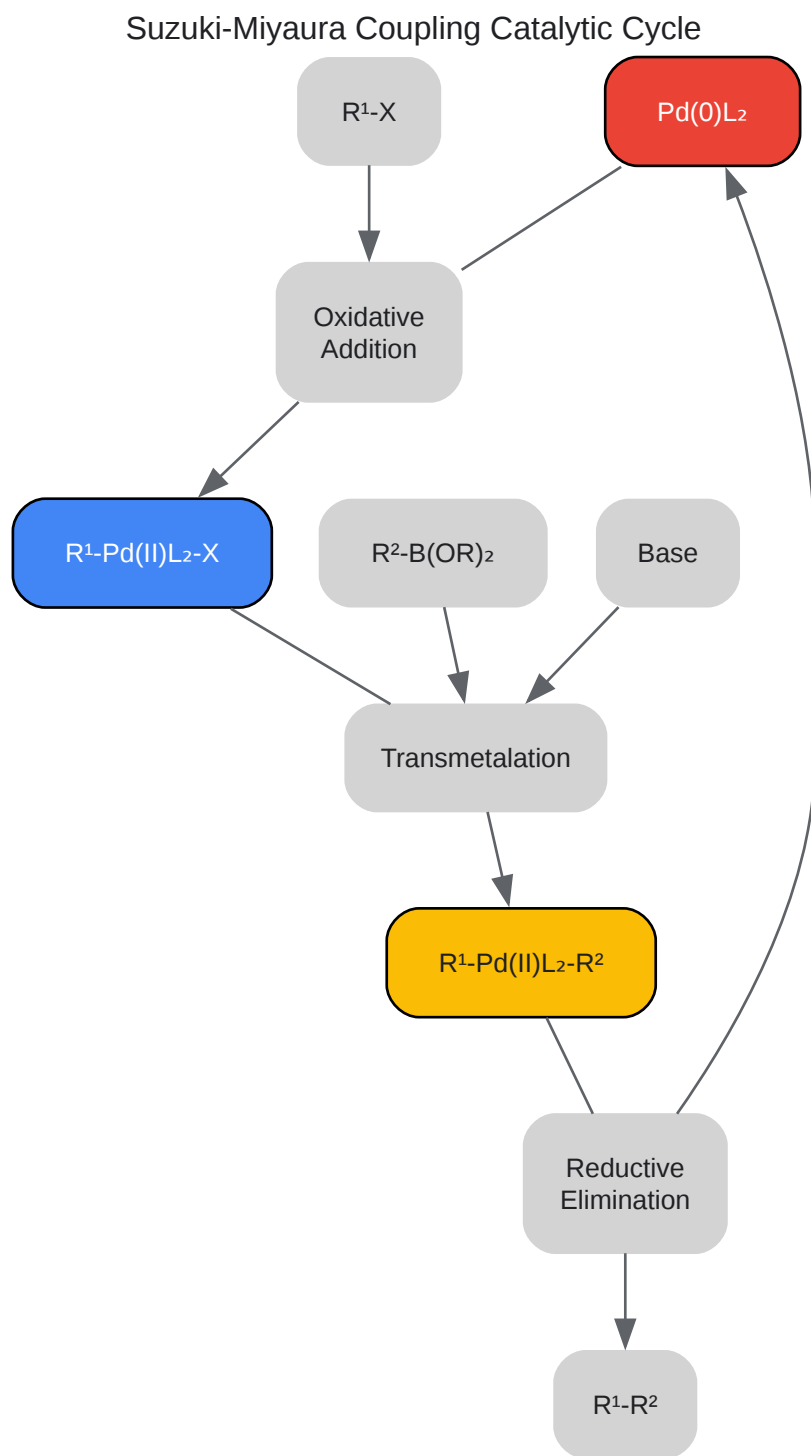 Suzuki-Miyaura Coupling Catalytic Cycle
R¹-X
Pd(0)L₂
Oxidative
Addition
R¹-Pd(II)L₂-X
R²-B(OR)₂
Base
Transmetalation
R¹-Pd(II)L₂-R²
Reductive
Elimination
R¹-R²